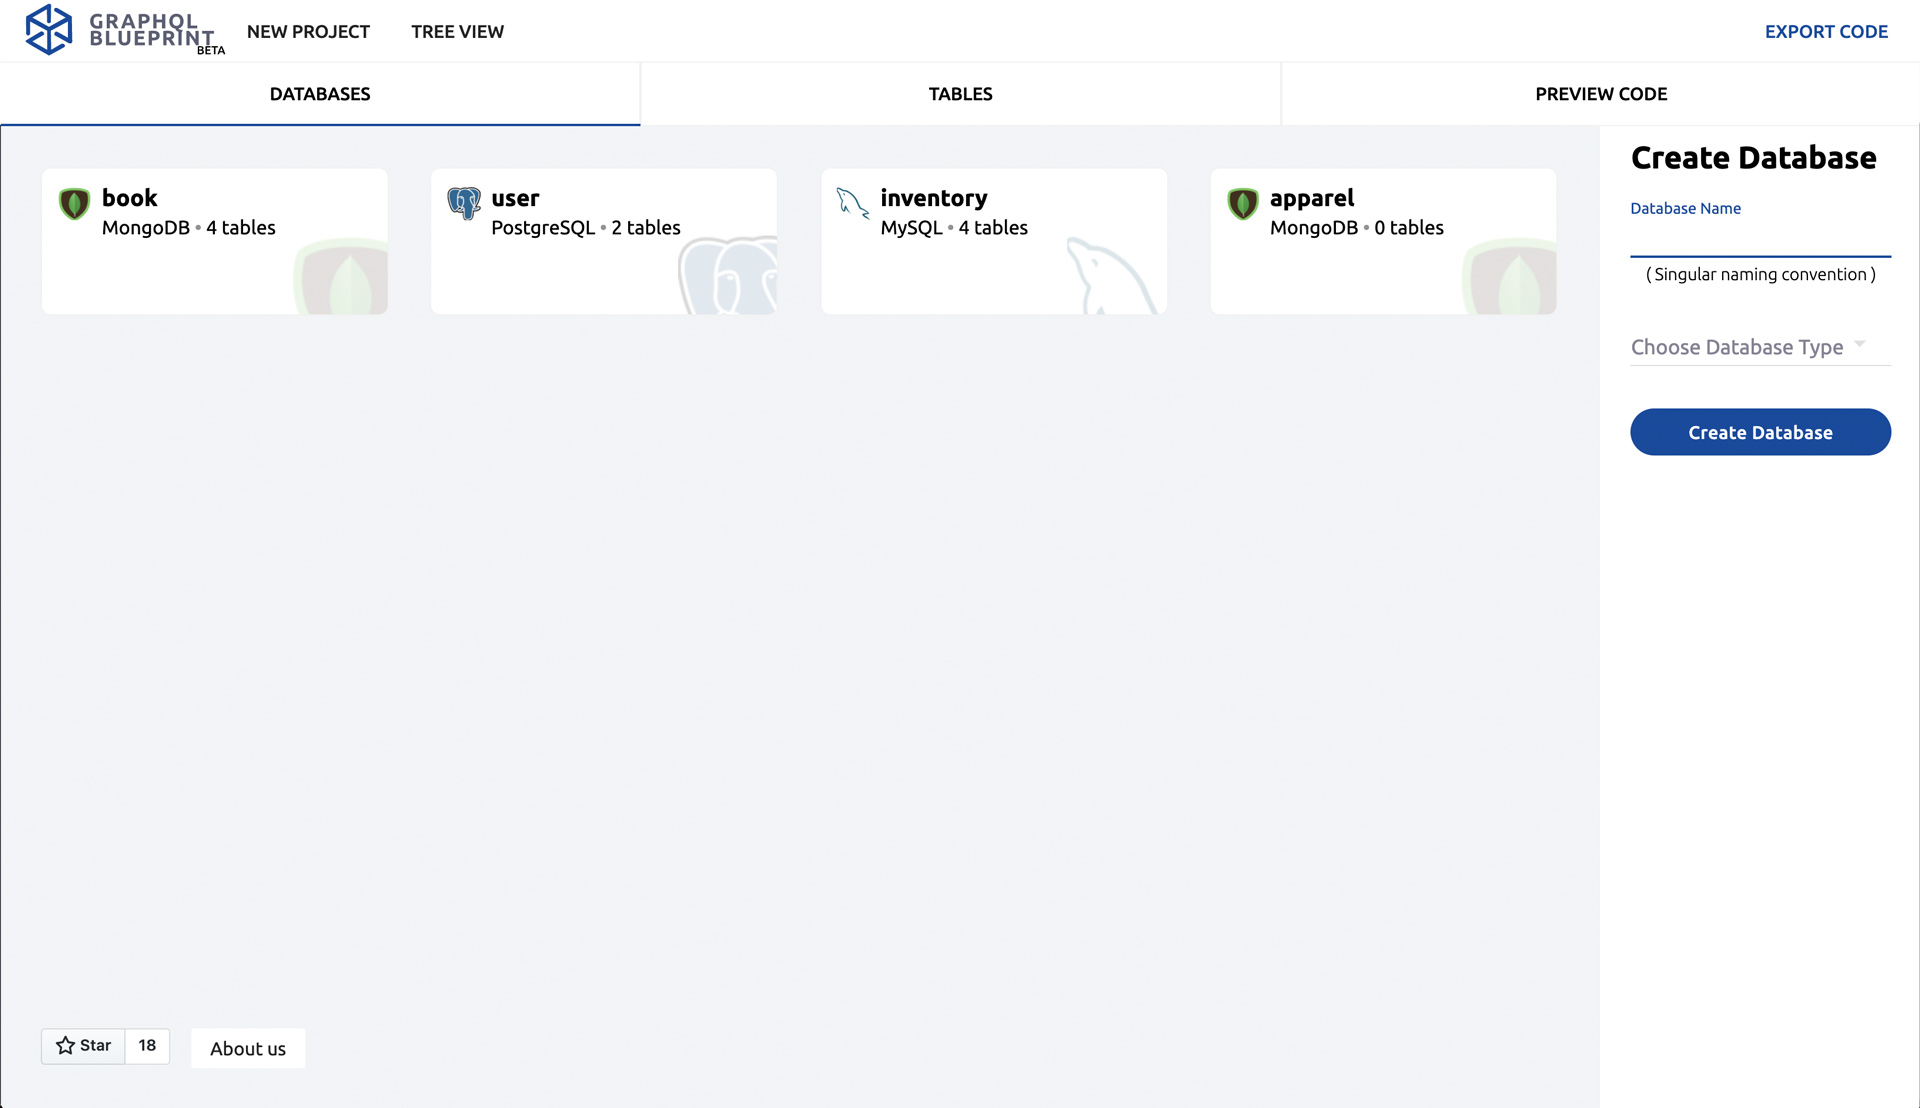 GRAPHQL
BLUEPRINT
BETA
NEW PROJECT
TREE VIEW
EXPORT CODE
DATABASES
TABLES
PREVIEW CODE
book
MongoDB • 4 tables
user
PostgreSQL • 2 tables
inventory
MySQL • 4 tables
apparel
MongoDB • 0 tables
Create Database
Database Name
( Singular naming convention )
Choose Database Type
Create Database
Star
18
About us